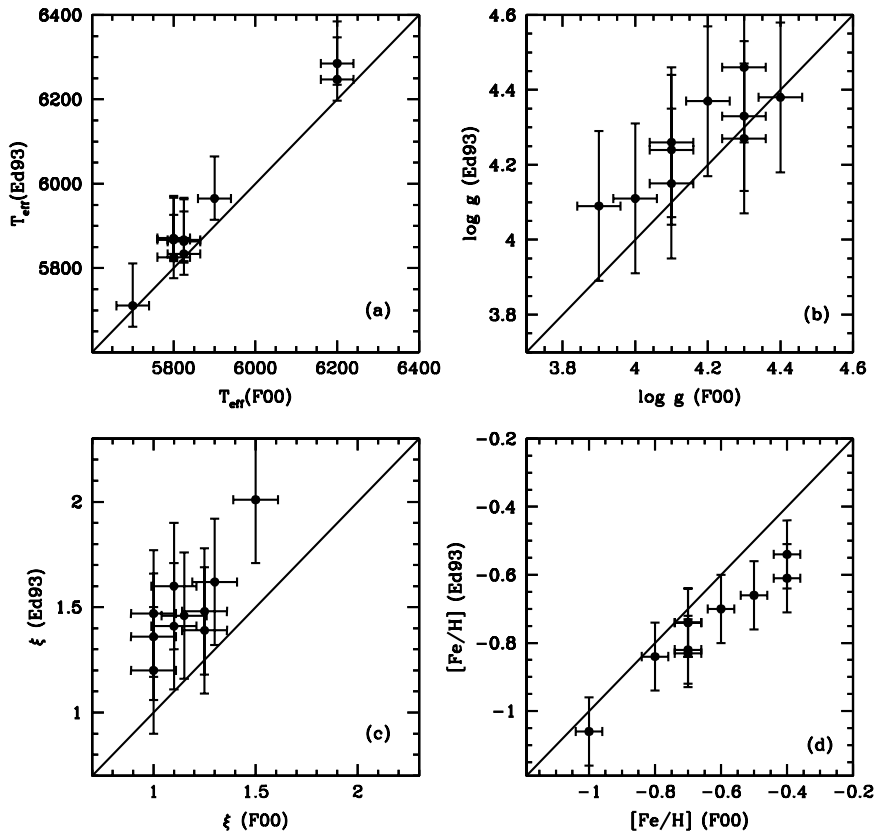 6400
6200
6000
5800
T_eff(Ed93)
(a)
5800 6000 6200 6400
T_eff(F00)
4.6
4.4
4.2
4
3.8
log g (Ed93)
(b)
3.8 4 4.2 4.4 4.6
log g (F00)
2
1.5
1
ξ (Ed93)
(c)
1 1.5 2
ξ (F00)
-0.2
-0.4
-0.6
-0.8
-1
[Fe/H] (Ed93)
(d)
-1 -0.8 -0.6 -0.4 -0.2
[Fe/H] (F00)